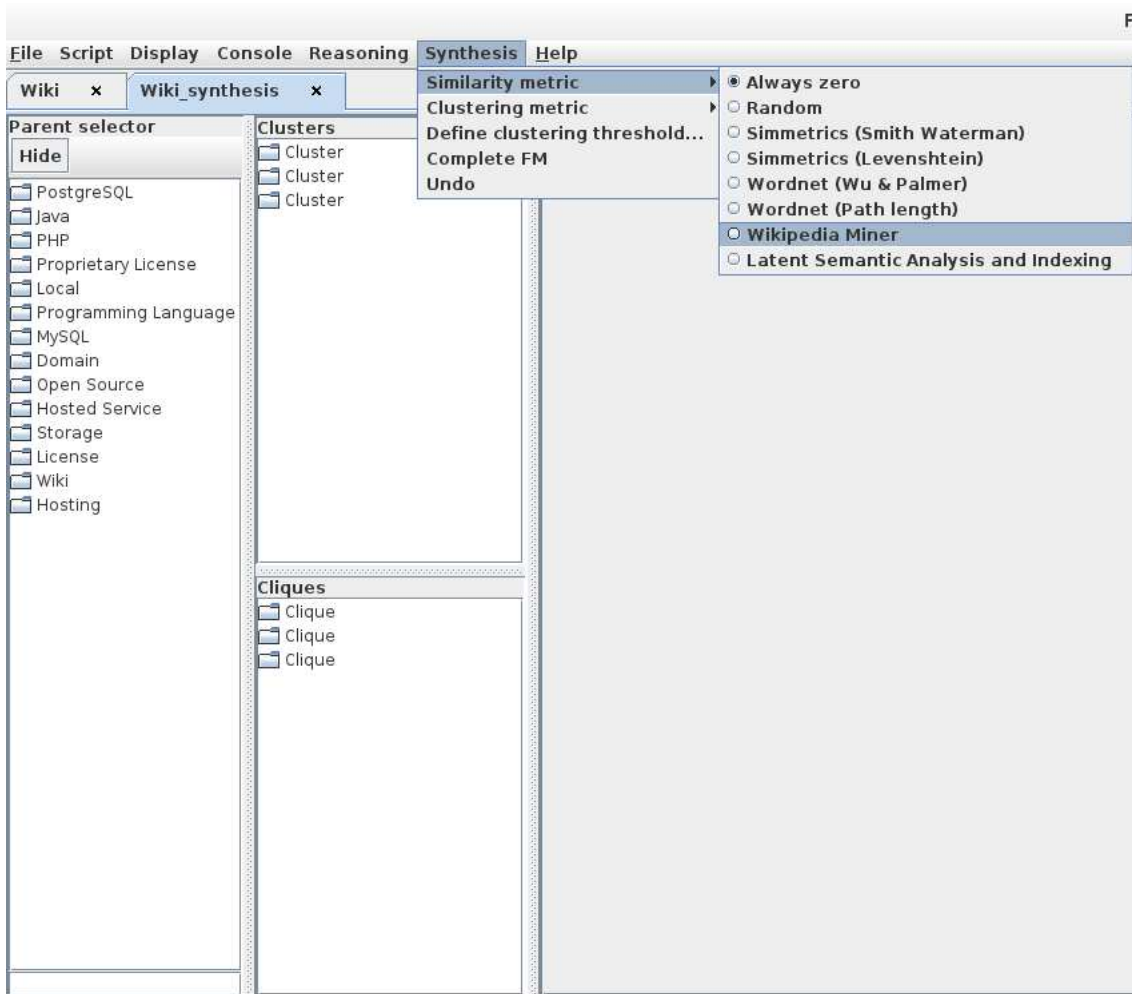 F
File Script Display Console Reasoning Synthesis Help
Wiki x Wiki_synthesis x
Similarity metric
Clustering metric
Define clustering threshold...
Complete FM
Undo
Always zero
Random
Simmetrics (Smith Waterman)
Simmetrics (Levenshtein)
Wordnet (Wu & Palmer)
Wordnet (Path length)
Wikipedia Miner
Latent Semantic Analysis and Indexing
Parent selector
Hide
PostgreSQL
Java
PHP
Proprietary License
Local
Programming Language
MySQL
Domain
Open Source
Hosted Service
Storage
License
Wiki
Hosting
Clusters
Cluster
Cluster
Cluster
Cliques
Clique
Clique
Clique